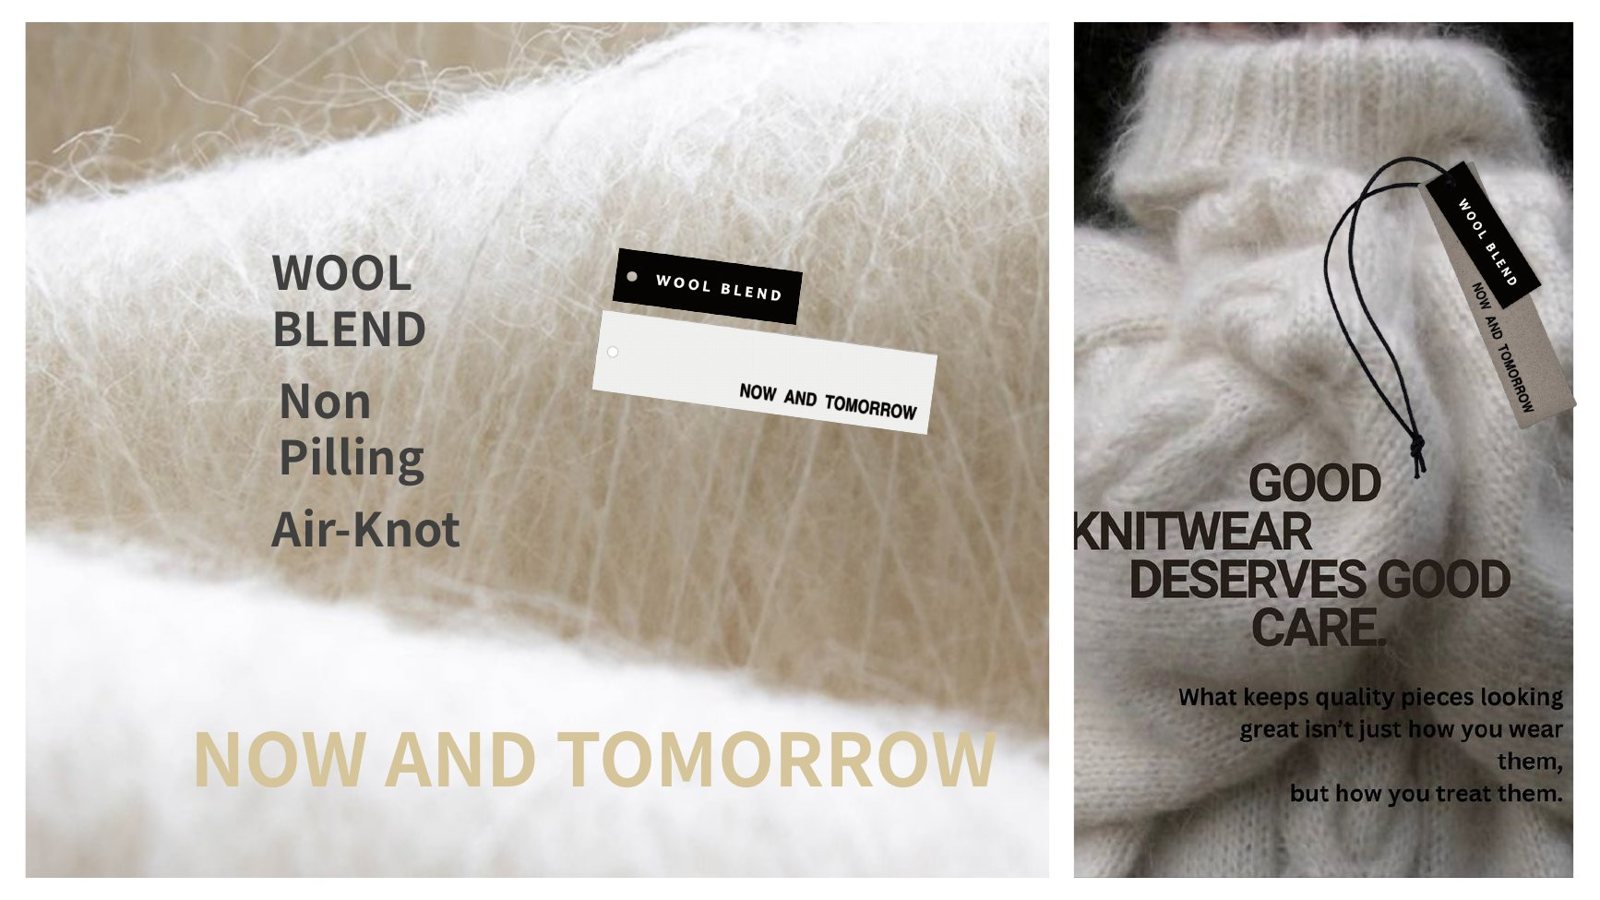 WOOL
BLEND
Non
Pilling
Air-Knot
WOOL BLEND
NOW AND TOMORROW
NOW AND TOMORROW
WOOL BLEND
NOW AND TOMORROW
GOOD
KNITWEAR
DESERVES GOOD
CARE.
What keeps quality pieces looking
great isn't just how you wear
them,
but how you treat them.